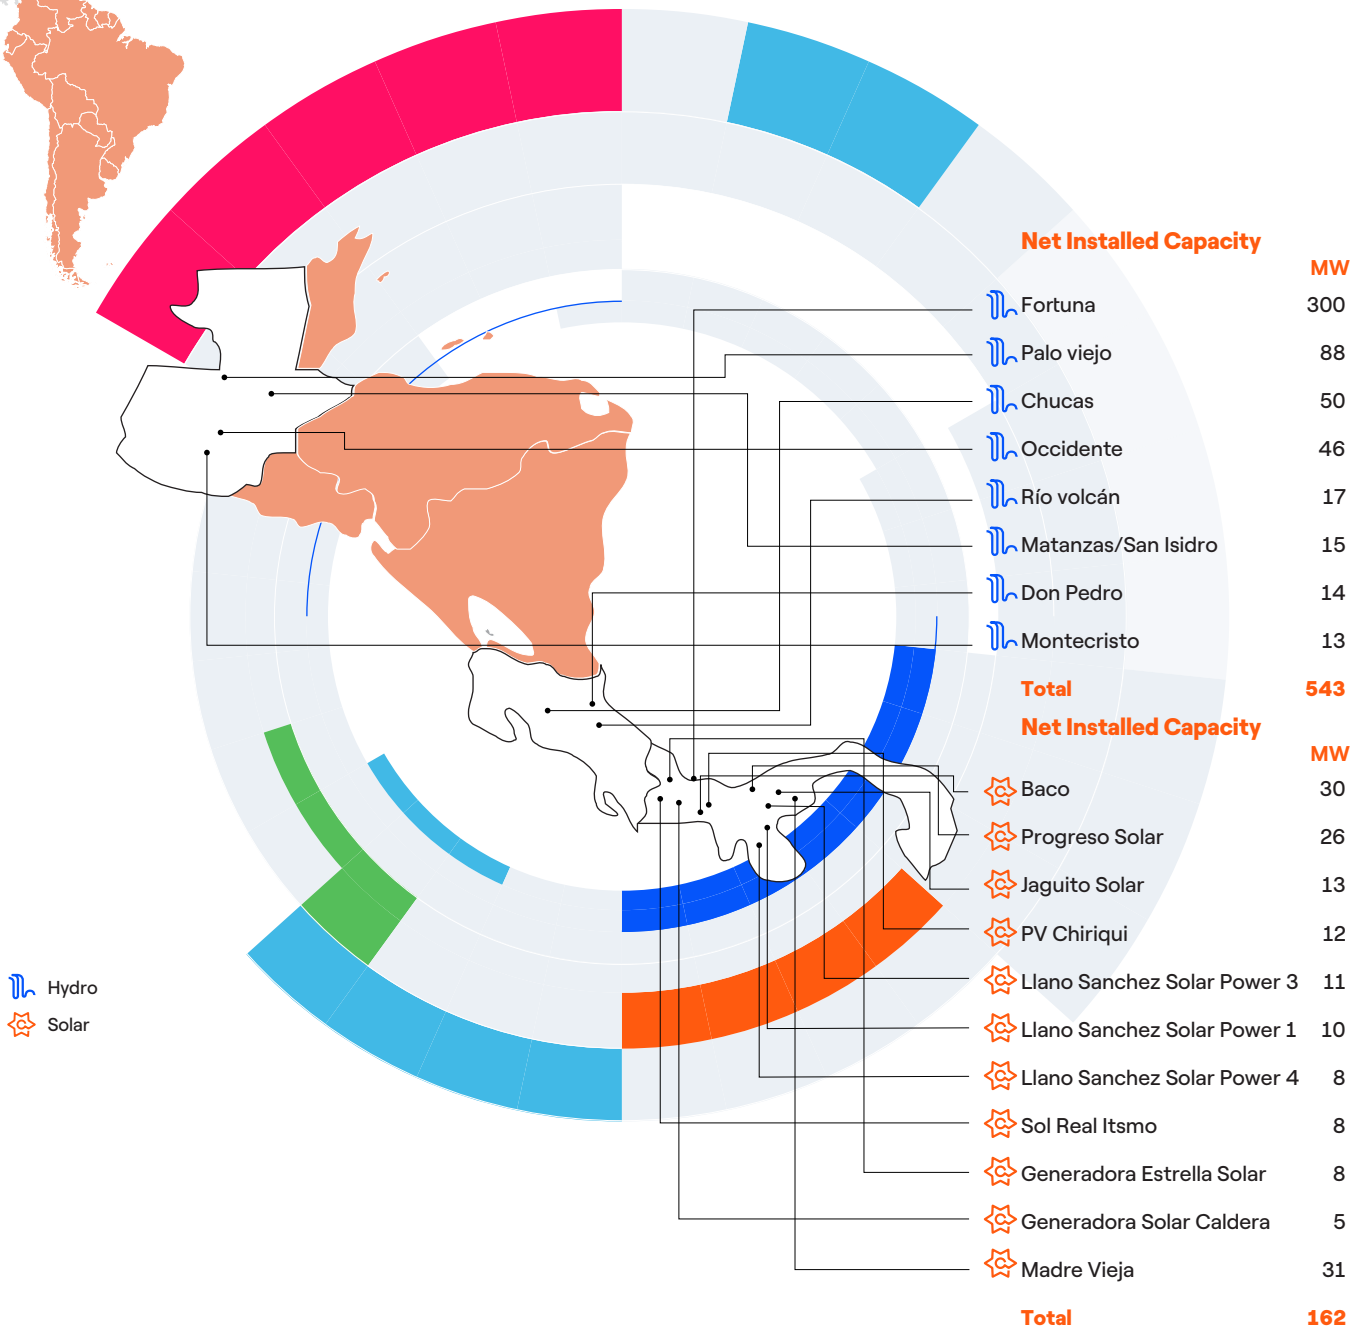 Net Installed Capacity
MW
Fortuna 300
Palo viejo 88
Chucas 50
Occidente 46
Río volcán 17
Matanzas/San Isidro 15
Don Pedro 14
Montecristo 13
Total 543
Net Installed Capacity
MW
Baco 30
Progreso Solar 26
Jaguito Solar 13
PV Chiriqui 12
Llano Sanchez Solar Power 3 11
Llano Sanchez Solar Power 1 10
Llano Sanchez Solar Power 4 8
Sol Real Itsmo 8
Generadora Estrella Solar 8
Generadora Solar Caldera 5
Madre Vieja 31
Total 162
Hydro
Solar